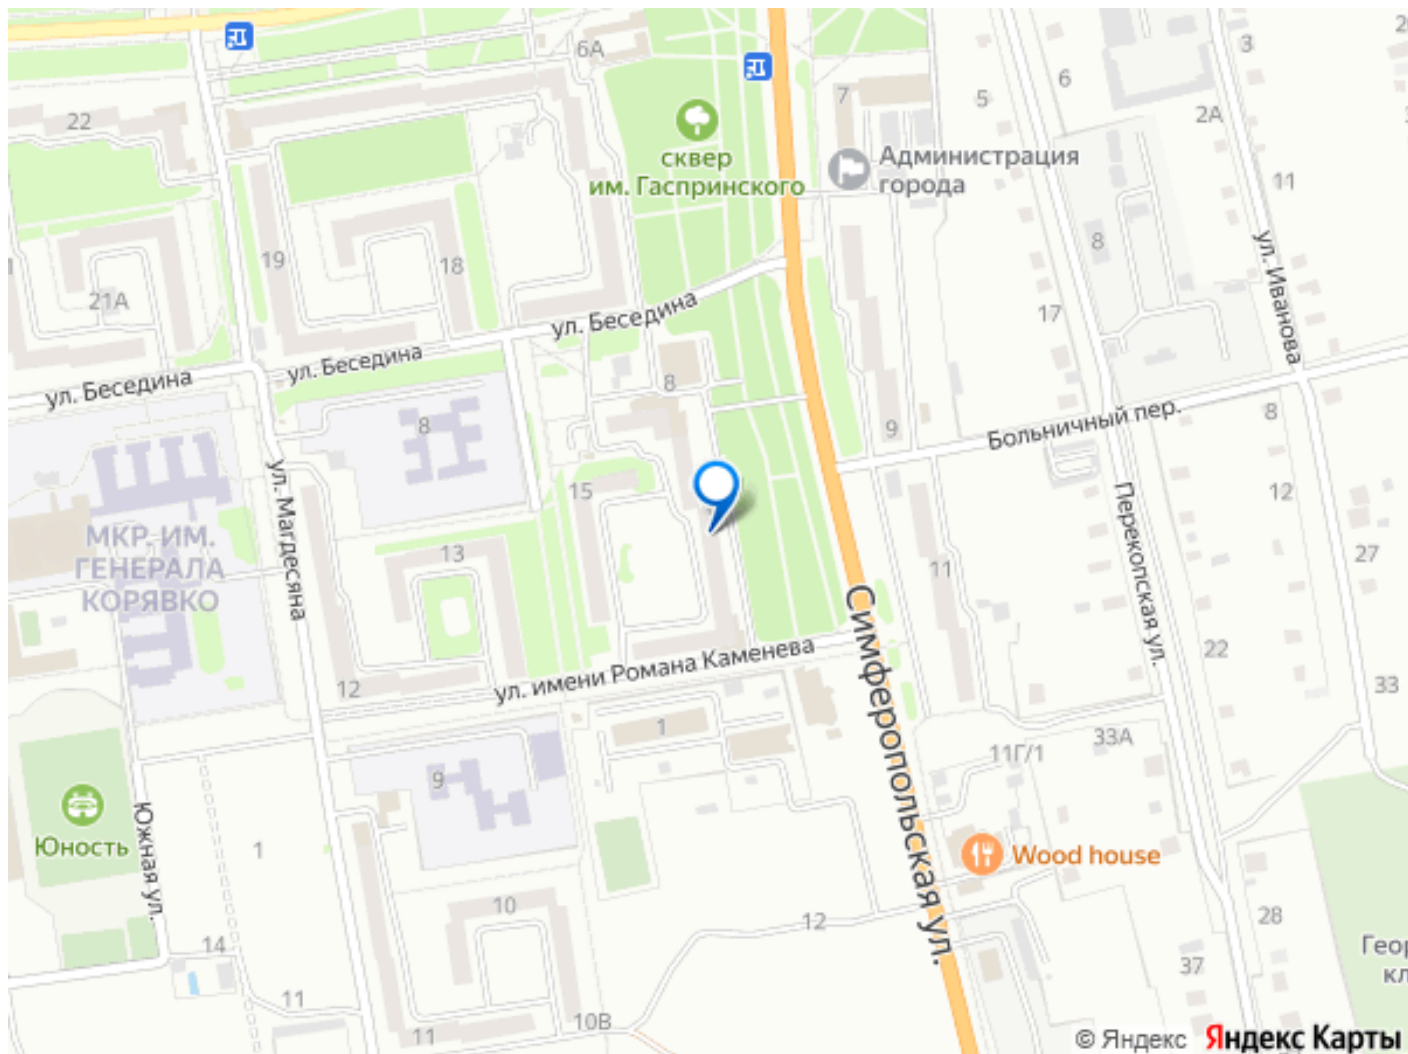 6А
3
22
сквер
им. Гаспринского
7
5
6
2А
Администрация
города
11
19
18
21А
8
17
ул. Иванова
ул. Беседина
ул. Беседина
ул. Беседина
8
8
9
Больничный пер.
8
ул. Магдесяна
15
12
МКР. ИМ.
ГЕНЕРАЛА
КОРЯВКО
13
11
Перекопская ул.
27
Симферопольская ул.
ул. имени Романа Каменева
12
22
33
1
33А
11Г/1
9
Юность
Южная ул.
1
Wood house
10
12
28
14
11
37
Геор
кл
11
10В
© Яндекс Яндекс Карты